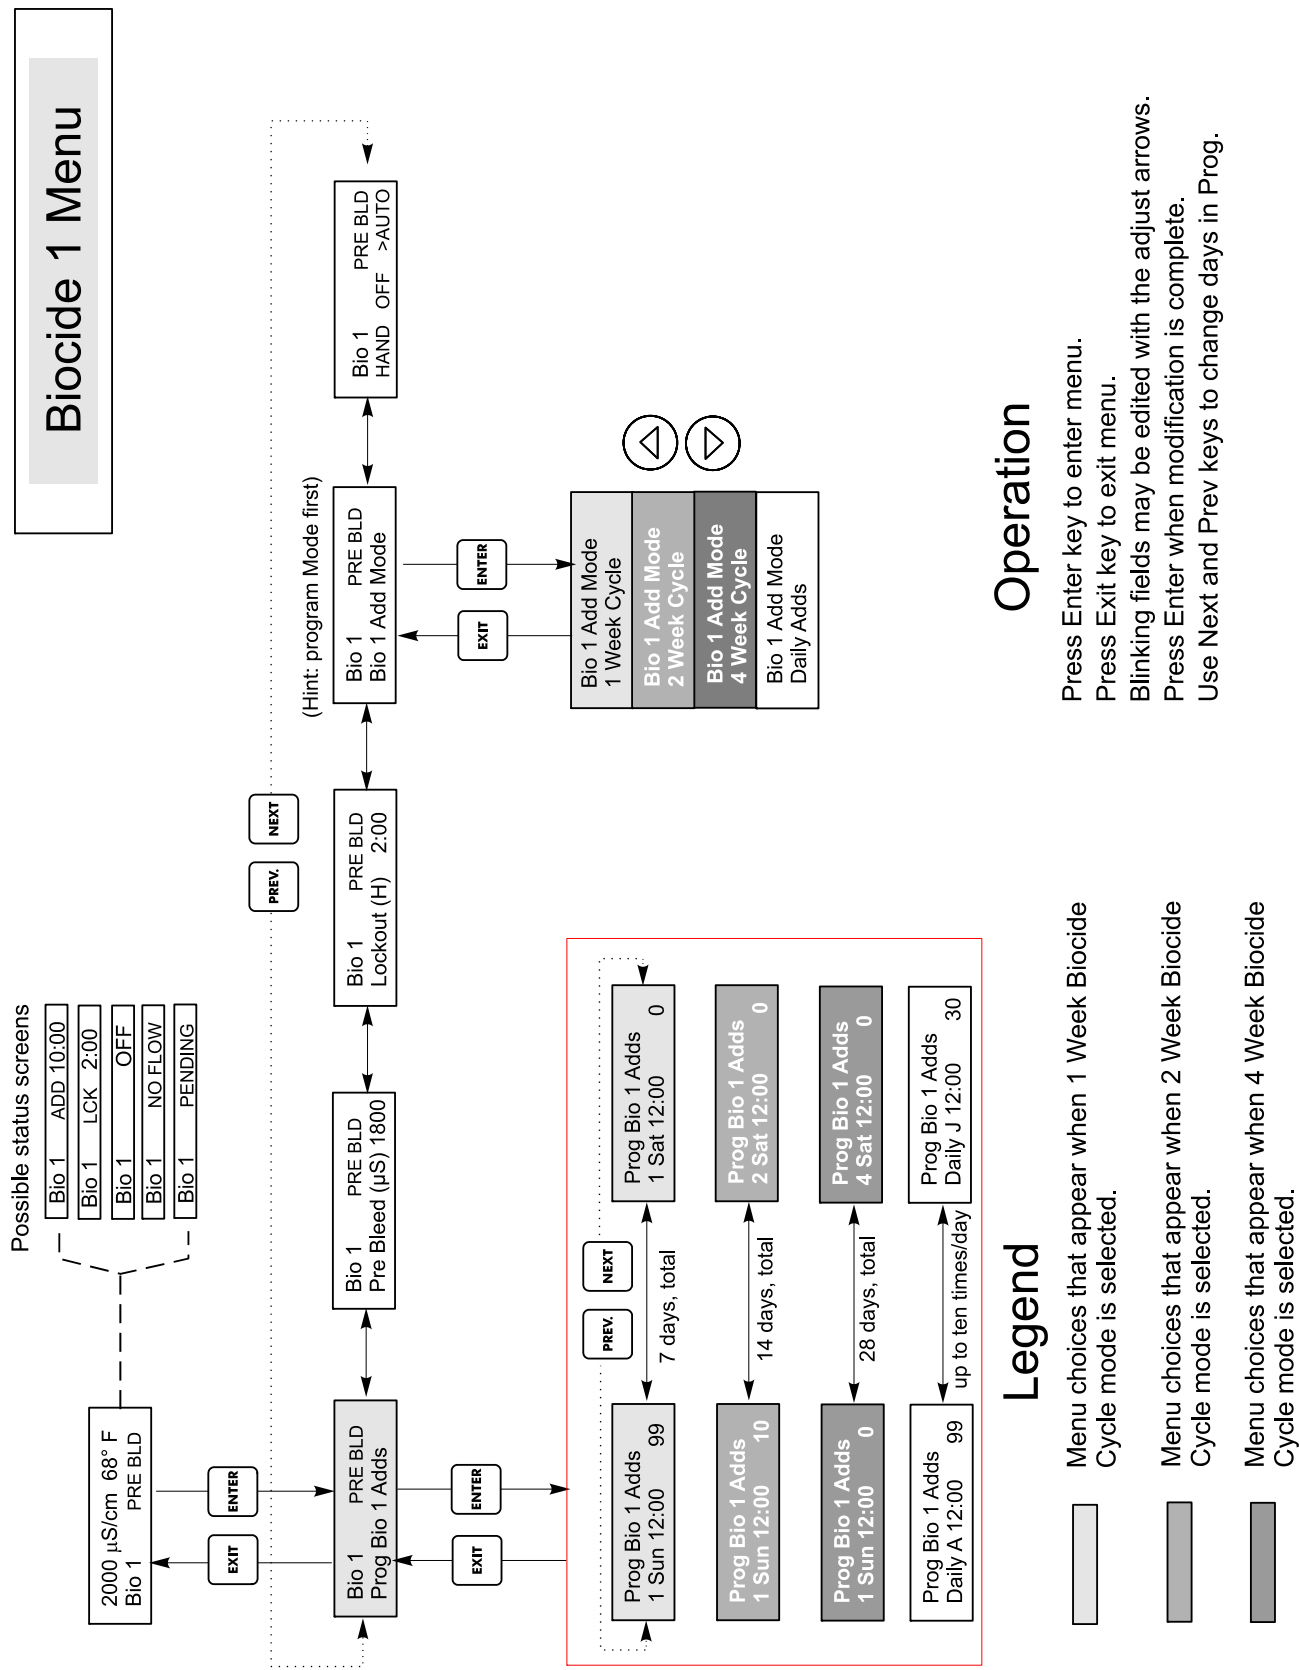 Biocide 1 Menu
Possible status screens
Bio 1 ADD 10:00
Bio 1 LCK 2:00
Bio 1 OFF
Bio 1 NO FLOW
Bio 1 PENDING
2000 µS/cm 68° F
Bio 1 PRE BLD
EXIT
ENTER
PREV.
NEXT
Bio 1 PRE BLD
Prog Bio 1 Adds
Bio 1 PRE BLD
Pre Bleed (µS) 1800
Bio 1 PRE BLD
Lockout (H) 2:00
(Hint: program Mode first)
Bio 1 PRE BLD
Bio 1 Add Mode
Bio 1 PRE BLD
HAND OFF >AUTO
EXIT
ENTER
EXIT
ENTER
Bio 1 Add Mode
1 Week Cycle
Bio 1 Add Mode
2 Week Cycle
Bio 1 Add Mode
4 Week Cycle
Bio 1 Add Mode
Daily Adds
PREV.
NEXT
Prog Bio 1 Adds
1 Sun 12:00 99
7 days, total
Prog Bio 1 Adds
1 Sat 12:00 0
Prog Bio 1 Adds
1 Sun 12:00 10
14 days, total
Prog Bio 1 Adds
2 Sat 12:00 0
Prog Bio 1 Adds
1 Sun 12:00 0
28 days, total
Prog Bio 1 Adds
4 Sat 12:00 0
Prog Bio 1 Adds
Daily A 12:00 99
up to ten times/day
Prog Bio 1 Adds
Daily J 12:00 30
Legend
Menu choices that appear when 1 Week Biocide
Cycle mode is selected.
Menu choices that appear when 2 Week Biocide
Cycle mode is selected.
Menu choices that appear when 4 Week Biocide
Cycle mode is selected.
Operation
Press Enter key to enter menu.
Press Exit key to exit menu.
Blinking fields may be edited with the adjust arrows.
Press Enter when modification is complete.
Use Next and Prev keys to change days in Prog.